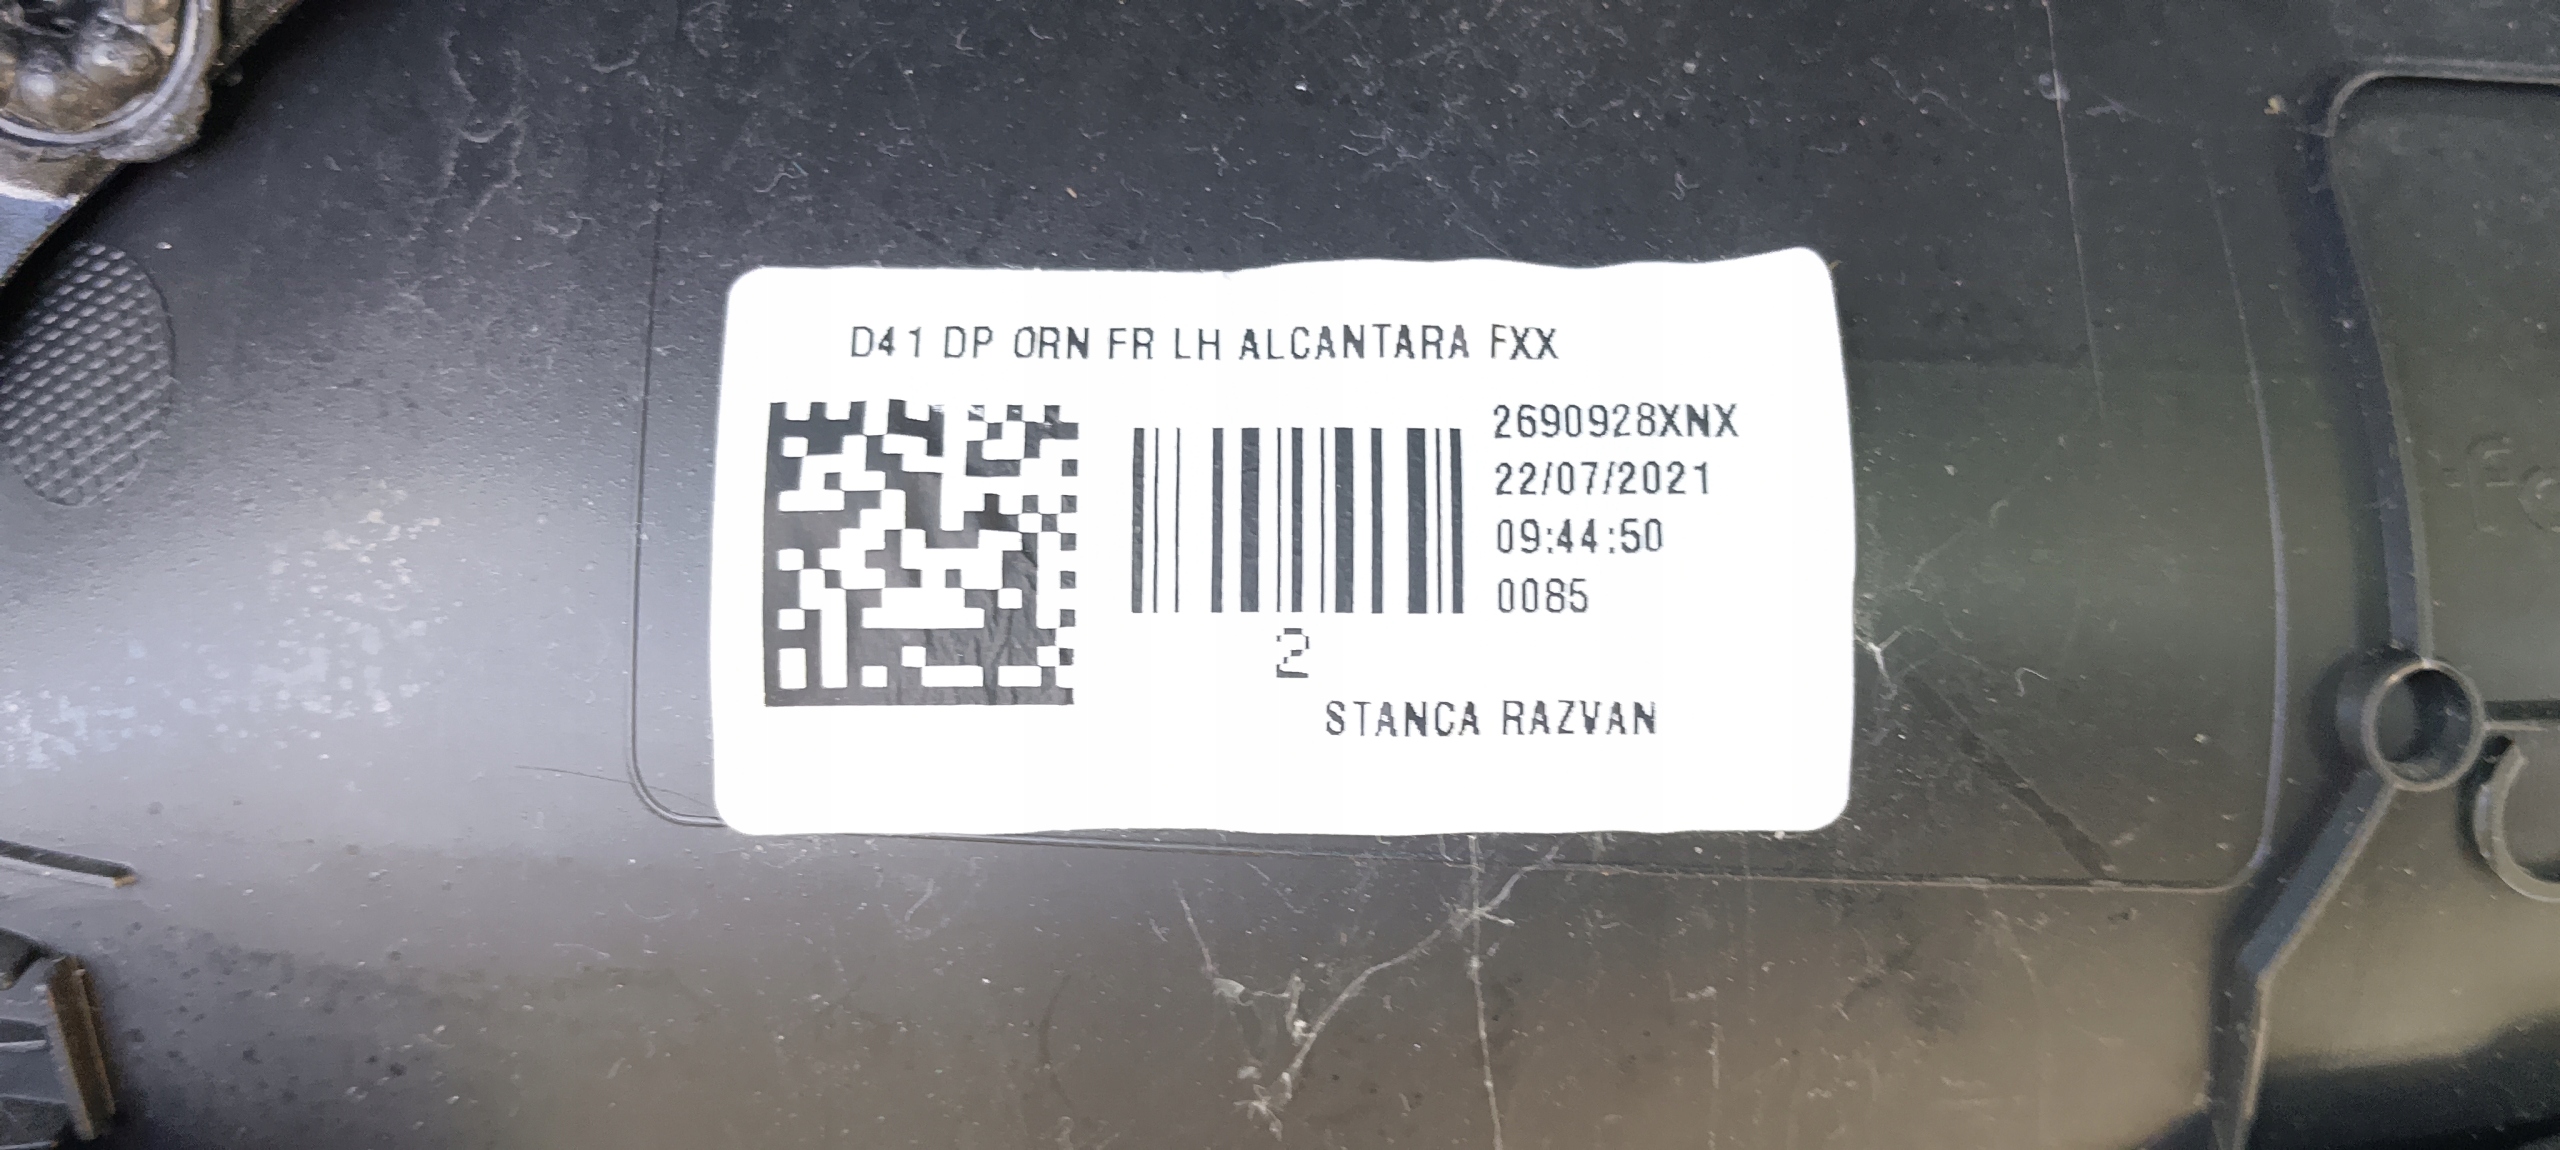 D41 DP ORN FR LH ALCANTARA FXX
2690928XNX
22/07/2021
09:44:50
0085
2
STANCA RAZVAN